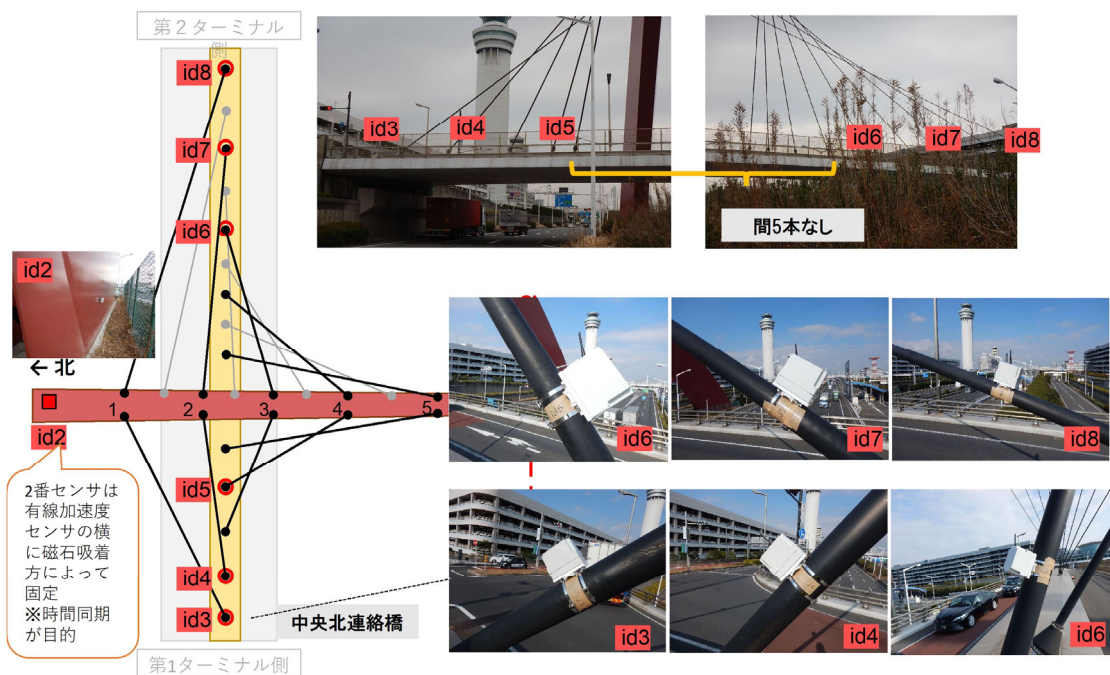 第２ターミナル
側
id8
id7
id6
id2
← 北
1
2
3
4
5
id2
id5
id4
id3
2番センサは
有線加速度
センサの横
に磁石吸着
方によって
固定
※時間同期
が目的
中央北連絡橋
第1ターミナル側
id3
id4
id5
id6
id7
id8
間5本なし
id6
id7
id8
id3
id4
id6